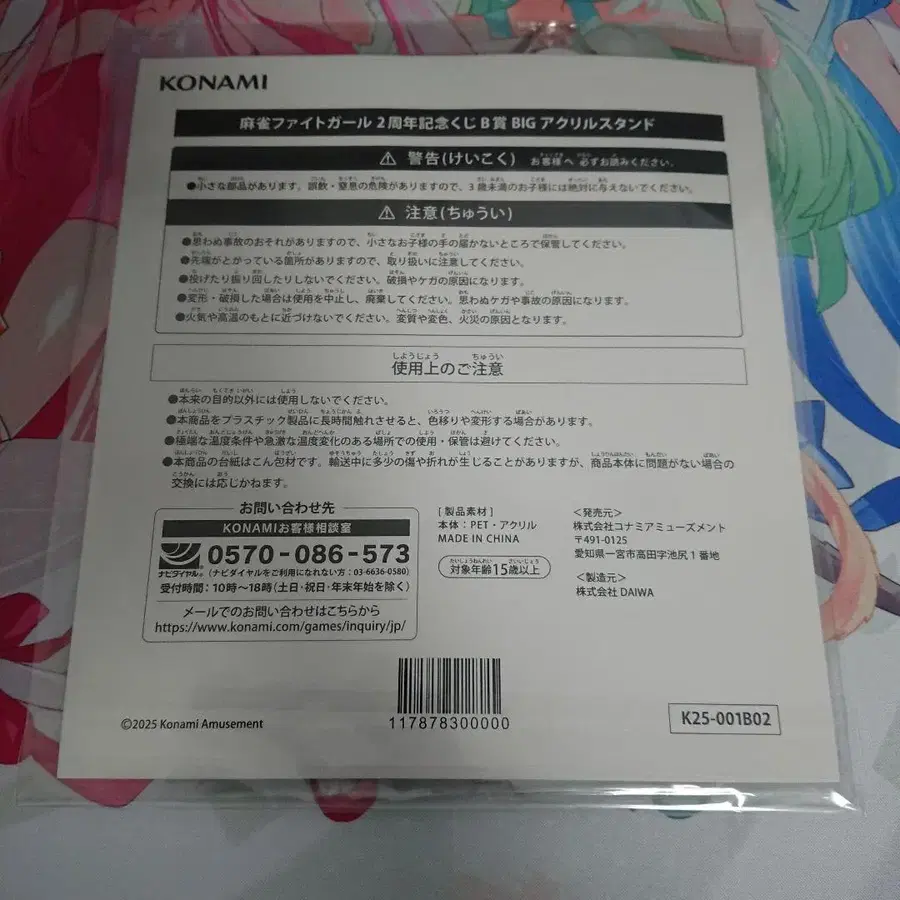 KONAMI
麻雀ファイトガール 2周年記念くじ B賞 BIG アクリルスタンド
⚠ 警告(けいこく) お客様へ 必ずお読みください。
●小さな部品があります。誤飲・窒息の危険がありますので、3歳未満のお子様には絶対に与えないでください。
⚠ 注意(ちゅうい)
●思わぬ事故のおそれがありますので、小さなお子様の手の届かないところで保管してください。
●先端がとがっている箇所がありますので、取り扱いに注意してください。
●投げたり振り回したりしないでください。破損やケガの原因になります。
●変形・破損した場合は使用を中止し、廃棄してください。思わぬケガや事故の原因になります。
●火気や高温のもとに近づけないでください。変質や変色、火災の原因となります。
しようじょう ちゅうい
使用上のご注意
●本来の目的以外には使用しないでください。
●本商品をプラスチック製品に長時間触れさせると、色移りや変形する場合があります。
●極端な温度条件や急激な温度変化のある場所での使用・保管は避けてください。
●本商品の台紙はこん包材です。輸送中に多少の傷や折れが生じることがありますが、商品本体に問題がない場合の
交換には応じかねます。
お問い合わせ先
KONAMIお客様相談室
ナビダイヤル® 0570-086-573
(ナビダイヤルをご利用になれない方：03-6636-0580)
受付時間：10時～18時(土日・祝日・年末年始を除く)
メールでのお問い合わせはこちらから
https://www.konami.com/games/inquiry/jp/
[製品素材]
本体：PET・アクリル
MADE IN CHINA
たいしょうねんれい さいいじょう
対象年齢15歳以上
<発売元>
株式会社コナミアミューズメント
〒491-0125
愛知県一宮市高田字池尻1番地
<製造元>
株式会社 DAIWA
©2025 Konami Amusement
117878300000
K25-001B02